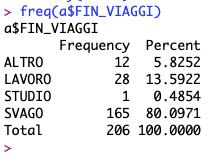 > freq(a$FIN_VIAGGI)
a$FIN_VIAGGI
Frequency Percent
ALTRO 12 5.8252
LAVORO 28 13.5922
STUDIO 1 0.4854
SVAGO 165 80.0971
Total 206 100.0000
>